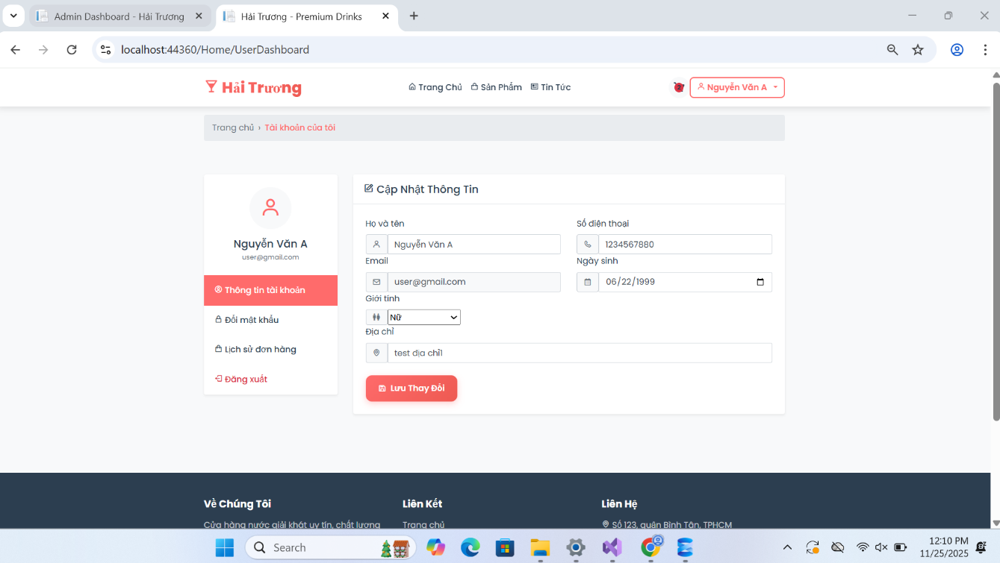 Admin Dashboard - Hải Trương
Hải Trương - Premium Drinks
localhost:44360/Home/UserDashboard
Hải Trương
Trang Chủ
Sản Phẩm
Tin Tức
2
Nguyễn Văn A
Trang chủ › Tài khoản của tôi
Nguyễn Văn A
user@gmail.com
Thông tin tài khoản
Đổi mật khẩu
Lịch sử đơn hàng
Đăng xuất
Cập Nhật Thông Tin
Họ và tên
Nguyễn Văn A
Số điện thoại
1234567880
Email
user@gmail.com
Ngày sinh
06/22/1999
Giới tính
Nữ
Địa chỉ
test địa chỉ1
Lưu Thay Đổi
Về Chúng Tôi
Cửa hàng nước giải khát uy tín, chất lượng
Liên Kết
Trang chủ
Liên Hệ
Số 123, quận Bình Tân, TPHCM
Search
12:10 PM
11/25/2025